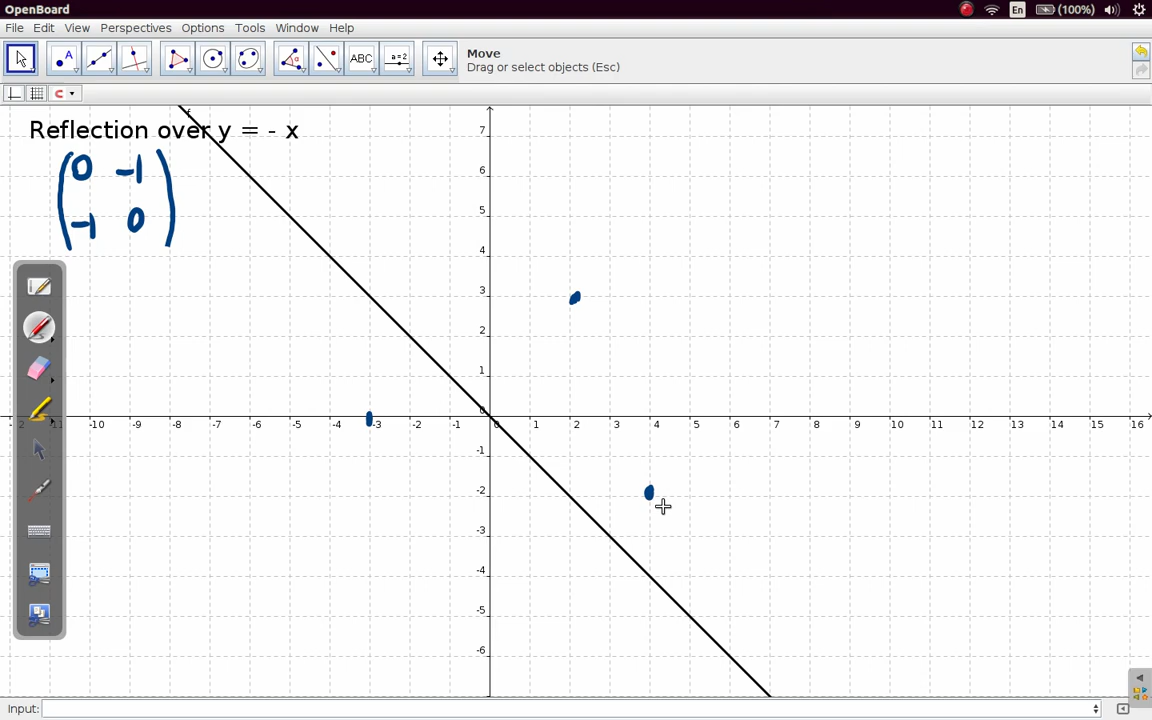 OpenBoard
En
(100%)
File Edit View Perspectives Options Tools Window Help
A
ABC
a=2
Move
Drag or select objects (Esc)
Reflection over y = - x
f
0 -1
-1 0
7
6
5
4
3
2
1
0
-10 -9 -8 -7 -6 -5 -4 -3 -2 -1 0 1 2 3 4 5 6 7 8 9 10 11 12 13 14 15 16
-1
-2
-3
-4
-5
-6
Input: